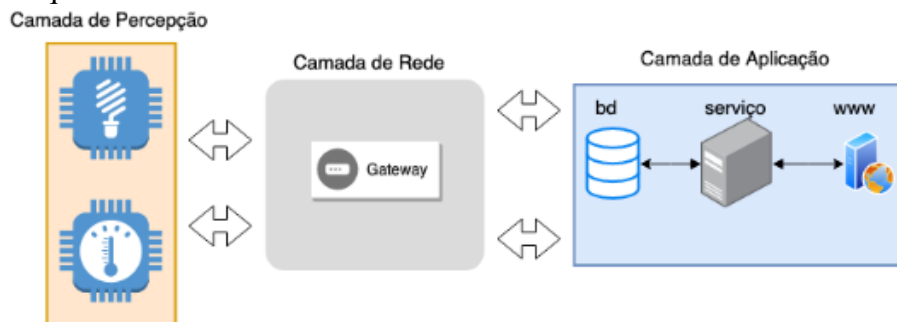 Camada de Percepção
Camada de Rede
Camada de Aplicação
bd
serviço
www
Gateway